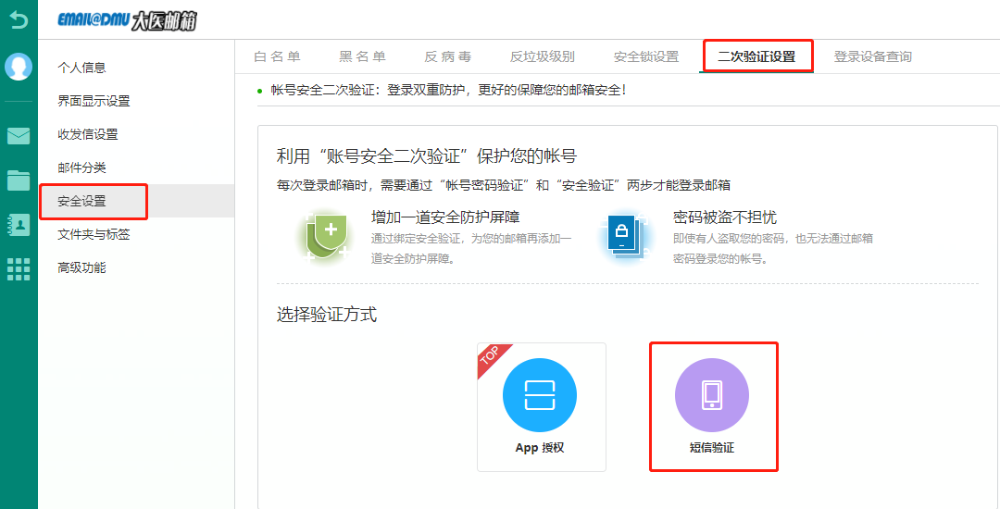 EMAIL@DMU 大医邮箱
个人信息
界面显示设置
收发信设置
邮件分类
安全设置
文件夹与标签
高级功能
白名单 黑名单 反病毒 反垃圾级别 安全锁设置 二次验证设置 登录设备查询
帐号安全二次验证：登录双重防护，更好的保障您的邮箱安全！
利用“账号安全二次验证”保护您的帐号
每次登录邮箱时，需要通过“帐号密码验证”和“安全验证”两步才能登录邮箱
增加一道安全防护屏障
通过绑定安全验证，为您的邮箱再添加一
道安全防护屏障。
密码被盗不担忧
即使有人盗取您的密码，也无法通过邮箱
密码登录您的帐号。
选择验证方式
TOP
App 授权
短信验证